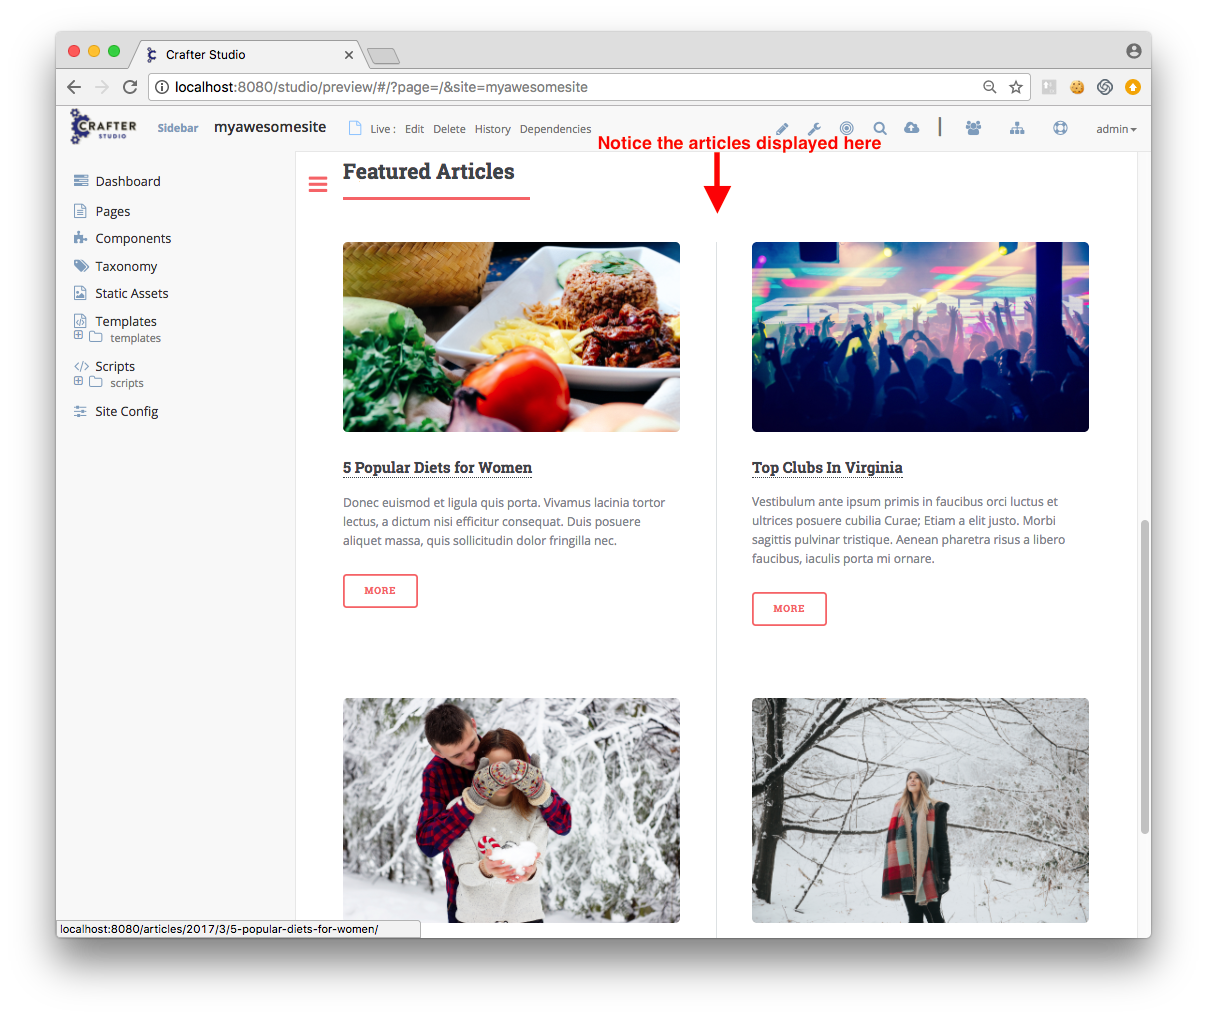 Crafter Studio
localhost:8080/studio/preview/#/?page=/&site=myawesomesite
CRAFTER
STUDIO
Sidebar
myawesomesite
Live :
Edit
Delete
History
Dependencies
admin
Notice the articles displayed here
Dashboard
Pages
Components
Taxonomy
Static Assets
Templates
templates
Scripts
scripts
Site Config
Featured Articles
5 Popular Diets for Women
Donec euismod et ligula quis porta. Vivamus lacinia tortor
lectus, a dictum nisi efficitur consequat. Duis posuere
aliquet massa, quis sollicitudin dolor fringilla nec.
MORE
Top Clubs In Virginia
Vestibulum ante ipsum primis in faucibus orci luctus et
ultrices posuere cubilia Curae; Etiam a elit justo. Morbi
sagittis pulvinar tristique. Aenean pharetra risus a libero
faucibus, iaculis porta mi ornare.
MORE
localhost:8080/articles/2017/3/5-popular-diets-for-women/